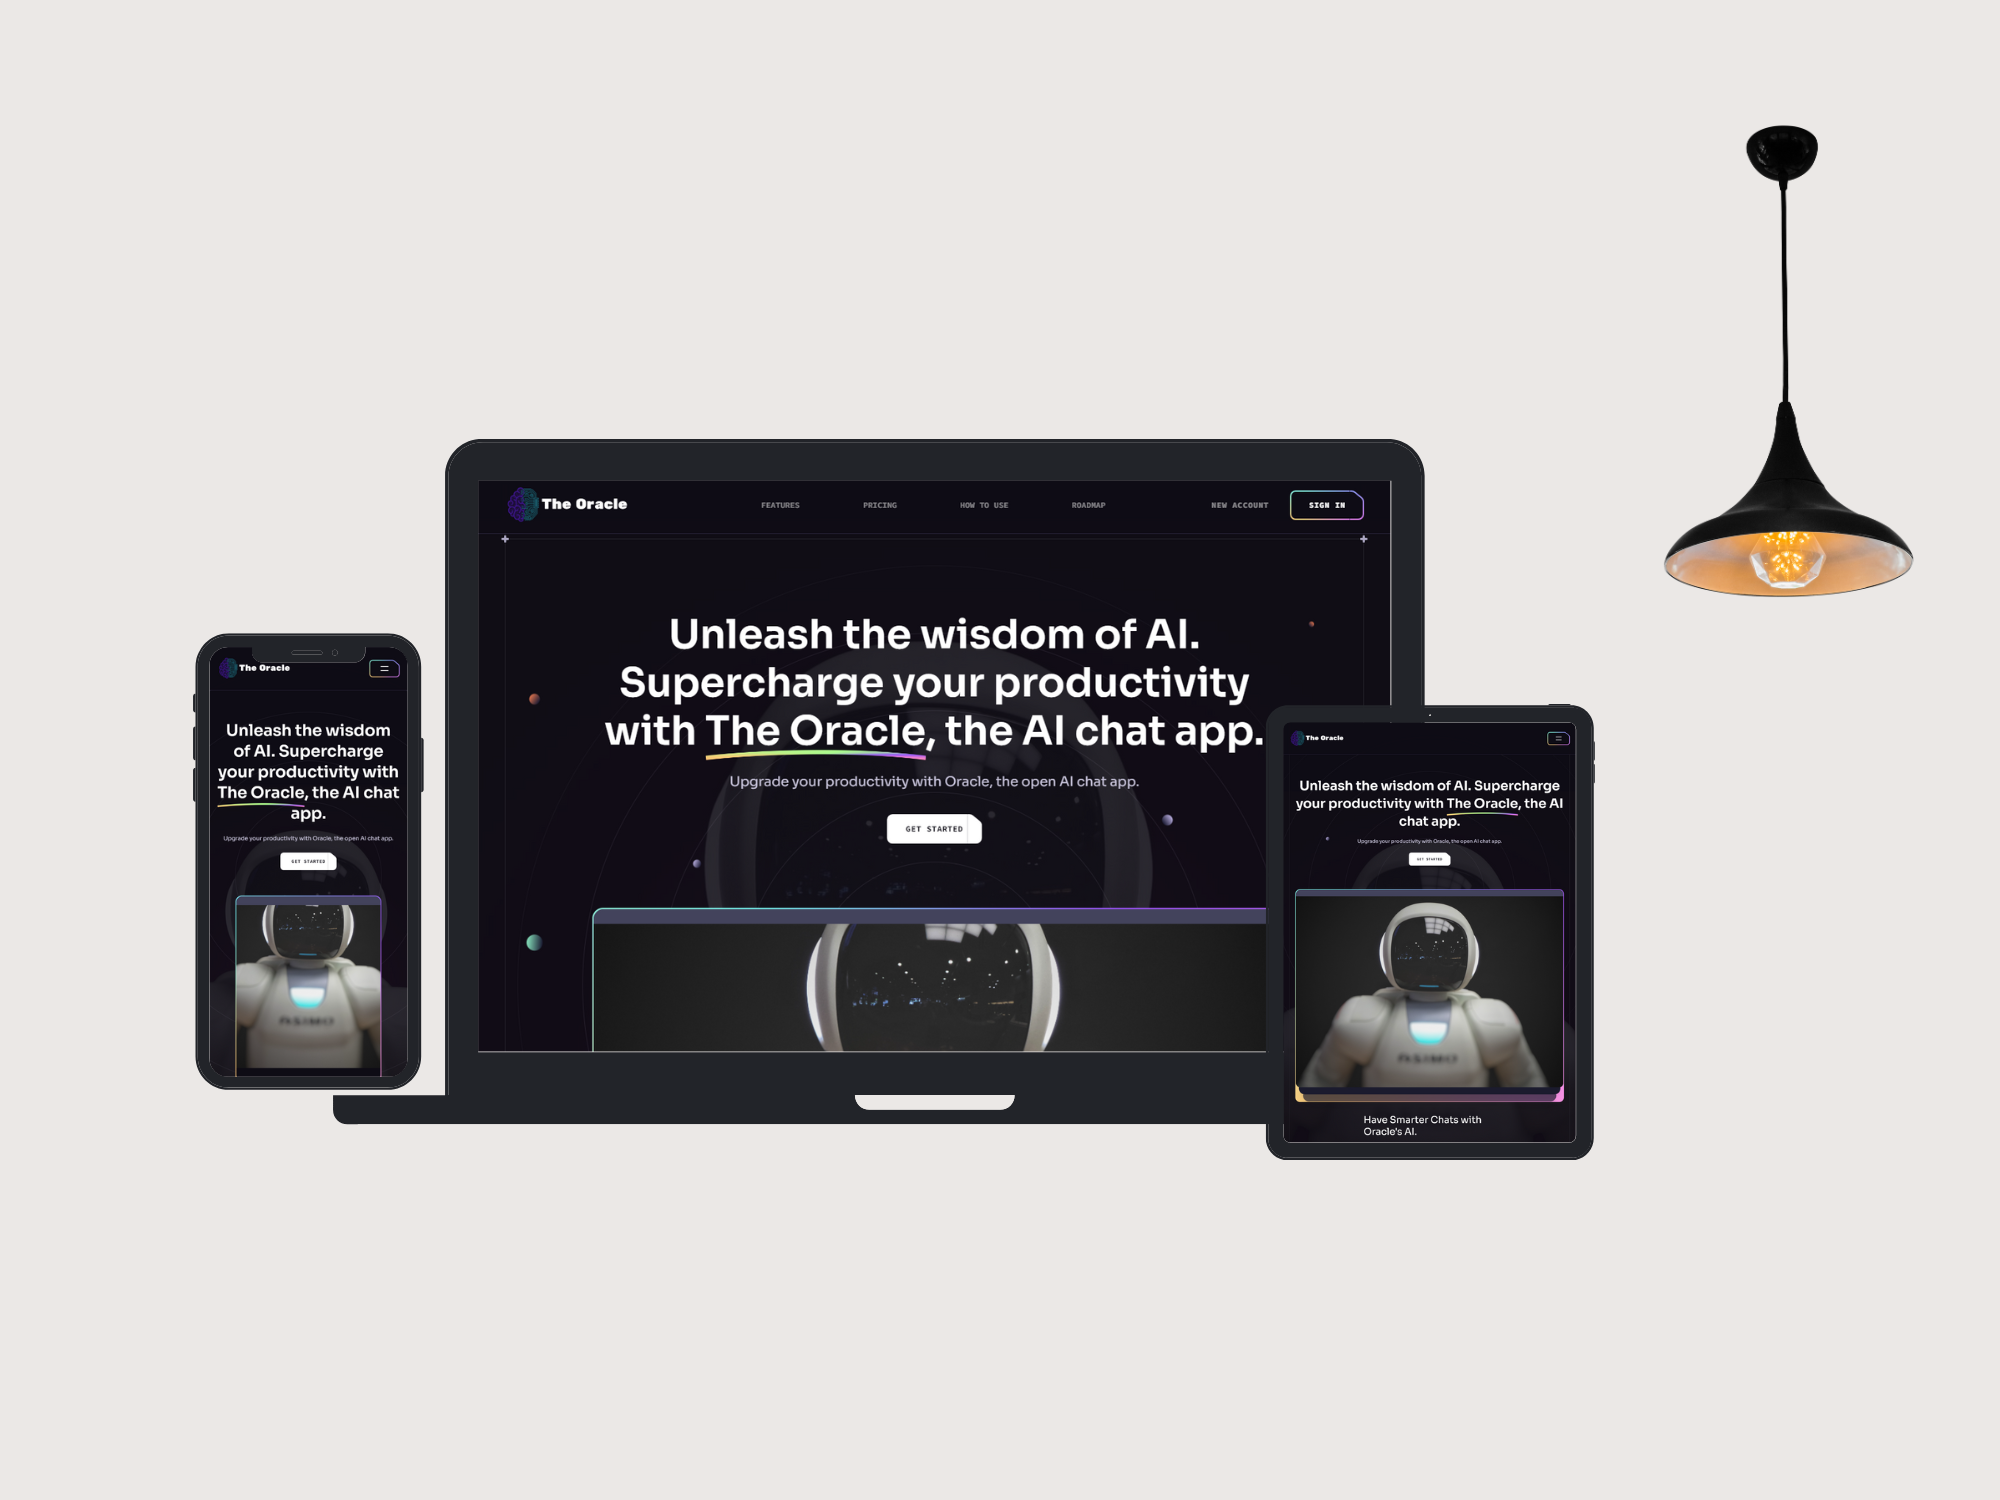 The Oracle
FEATURES
PRICING
HOW TO USE
ROADMAP
NEW ACCOUNT
SIGN IN
Unleash the wisdom of AI.
Supercharge your productivity
with The Oracle, the AI chat app.
Upgrade your productivity with Oracle, the open AI chat app.
GET STARTED
The Oracle
Unleash the wisdom
of AI. Supercharge
your productivity with
The Oracle, the AI chat
app.
Upgrade your productivity with Oracle, the open AI chat app.
GET STARTED
ASIMO
The Oracle
Unleash the wisdom of AI. Supercharge
your productivity with The Oracle, the AI
chat app.
Upgrade your productivity with Oracle, the open AI chat app.
GET STARTED
ASIMO
Have Smarter Chats with
Oracle's AI.